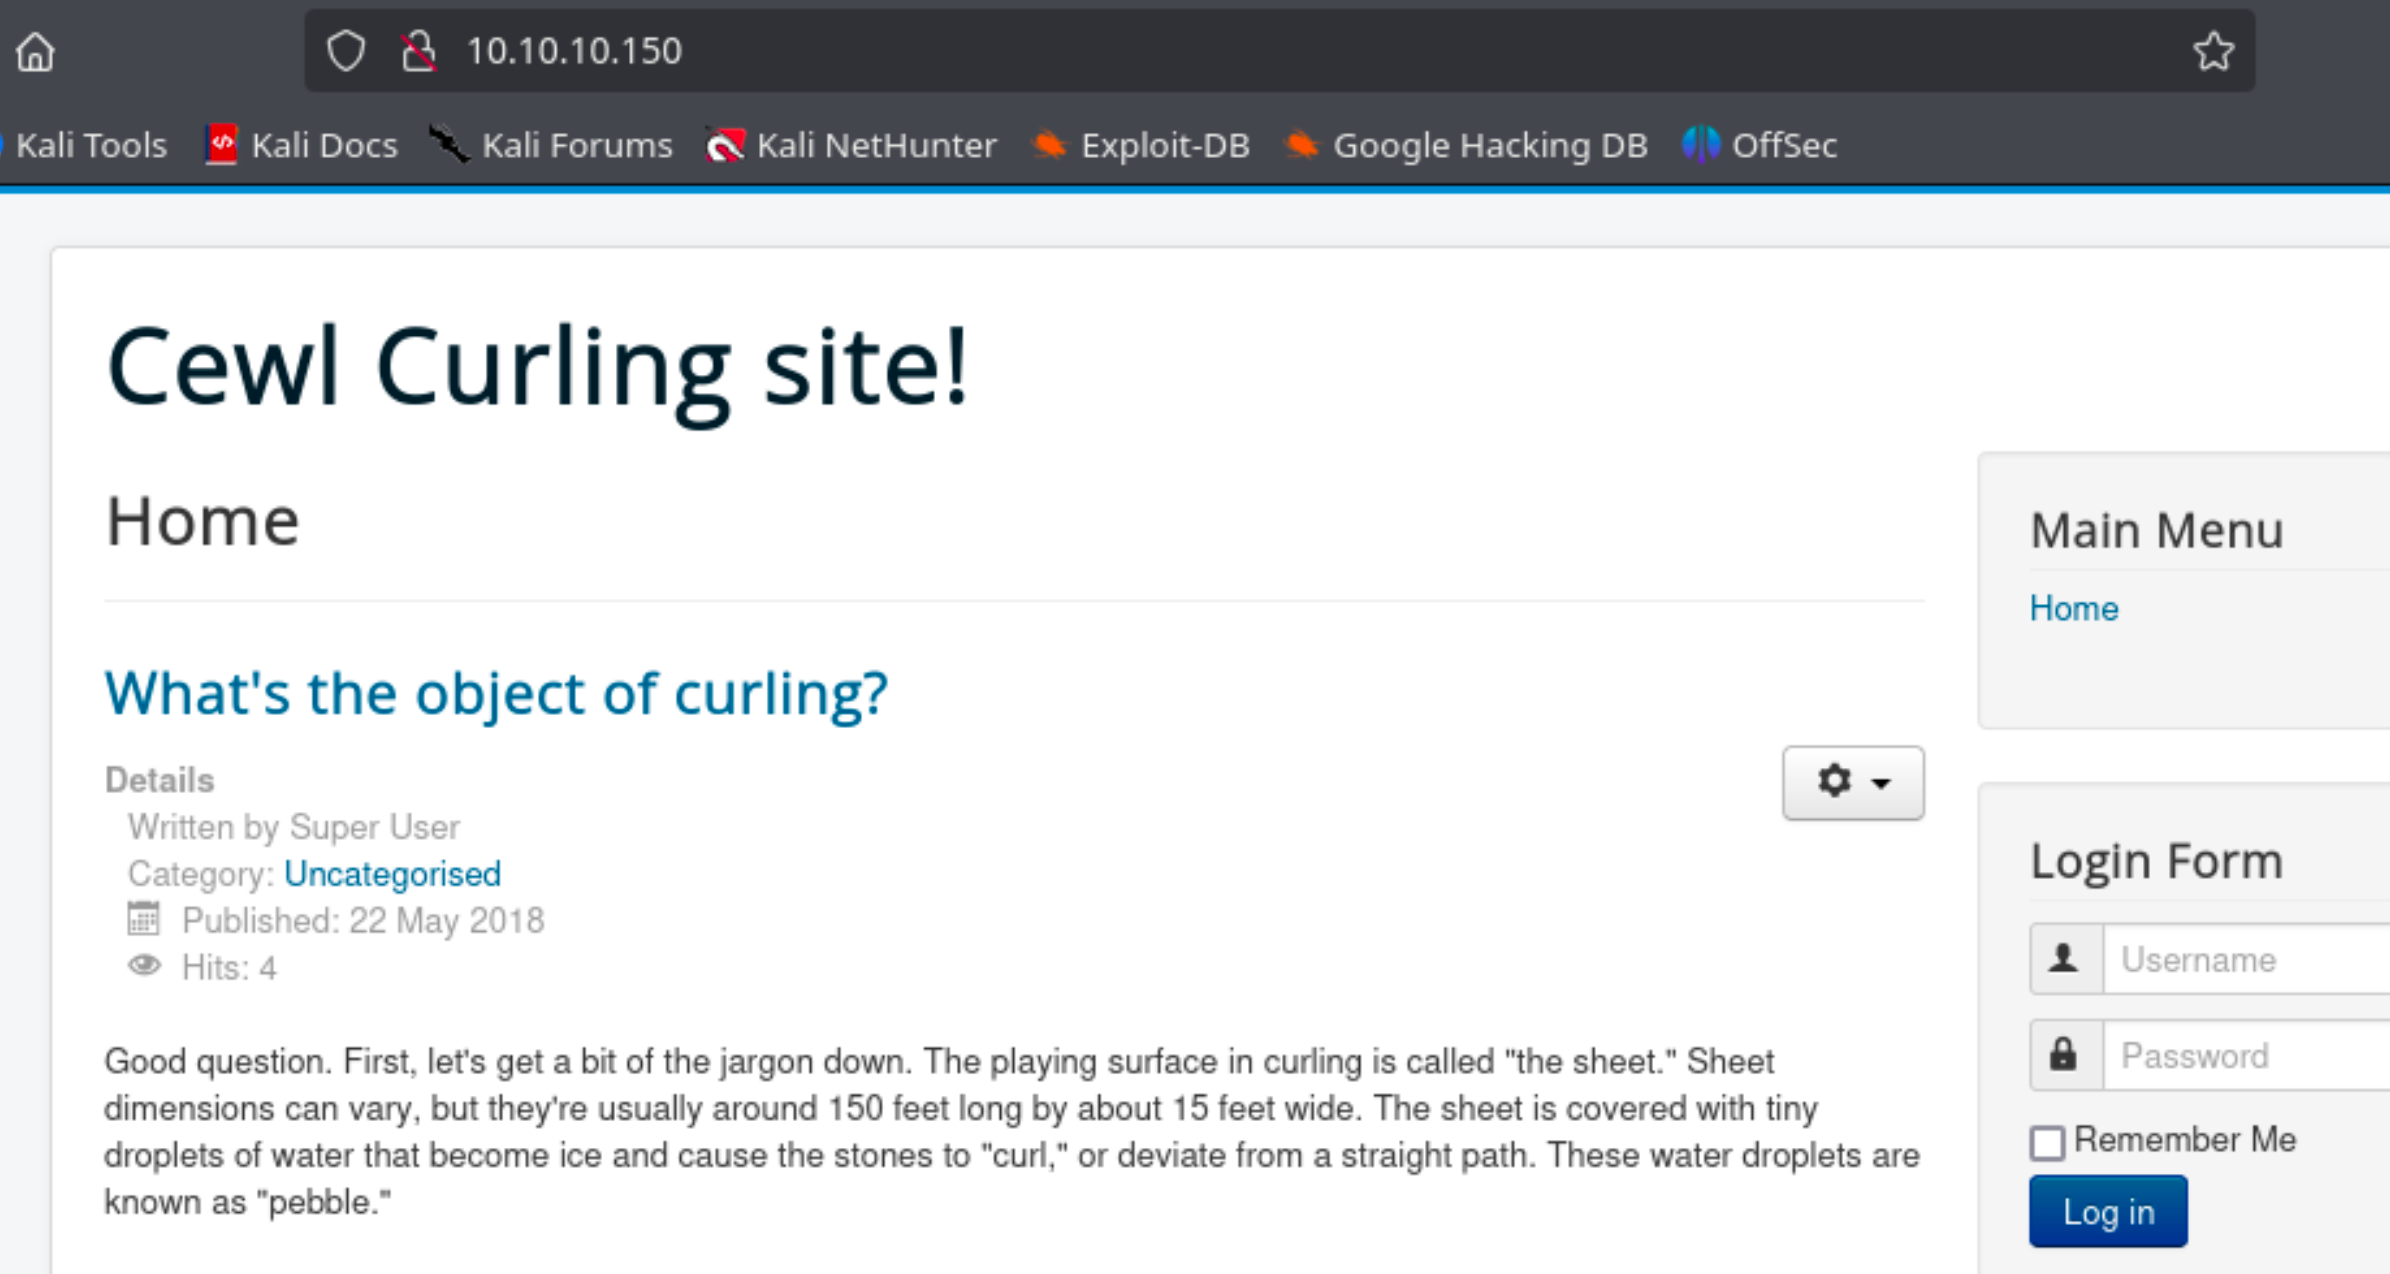 10.10.10.150
Kali Tools Kali Docs Kali Forums Kali NetHunter Exploit-DB Google Hacking DB OffSec
Cewl Curling site!
Home
What's the object of curling?
Details
Written by Super User
Category: Uncategorised
Published: 22 May 2018
Hits: 4
Good question. First, let's get a bit of the jargon down. The playing surface in curling is called "the sheet." Sheet
dimensions can vary, but they're usually around 150 feet long by about 15 feet wide. The sheet is covered with tiny
droplets of water that become ice and cause the stones to "curl," or deviate from a straight path. These water droplets are
known as "pebble."
Main Menu
Home
Login Form
Username
Password
Remember Me
Log in